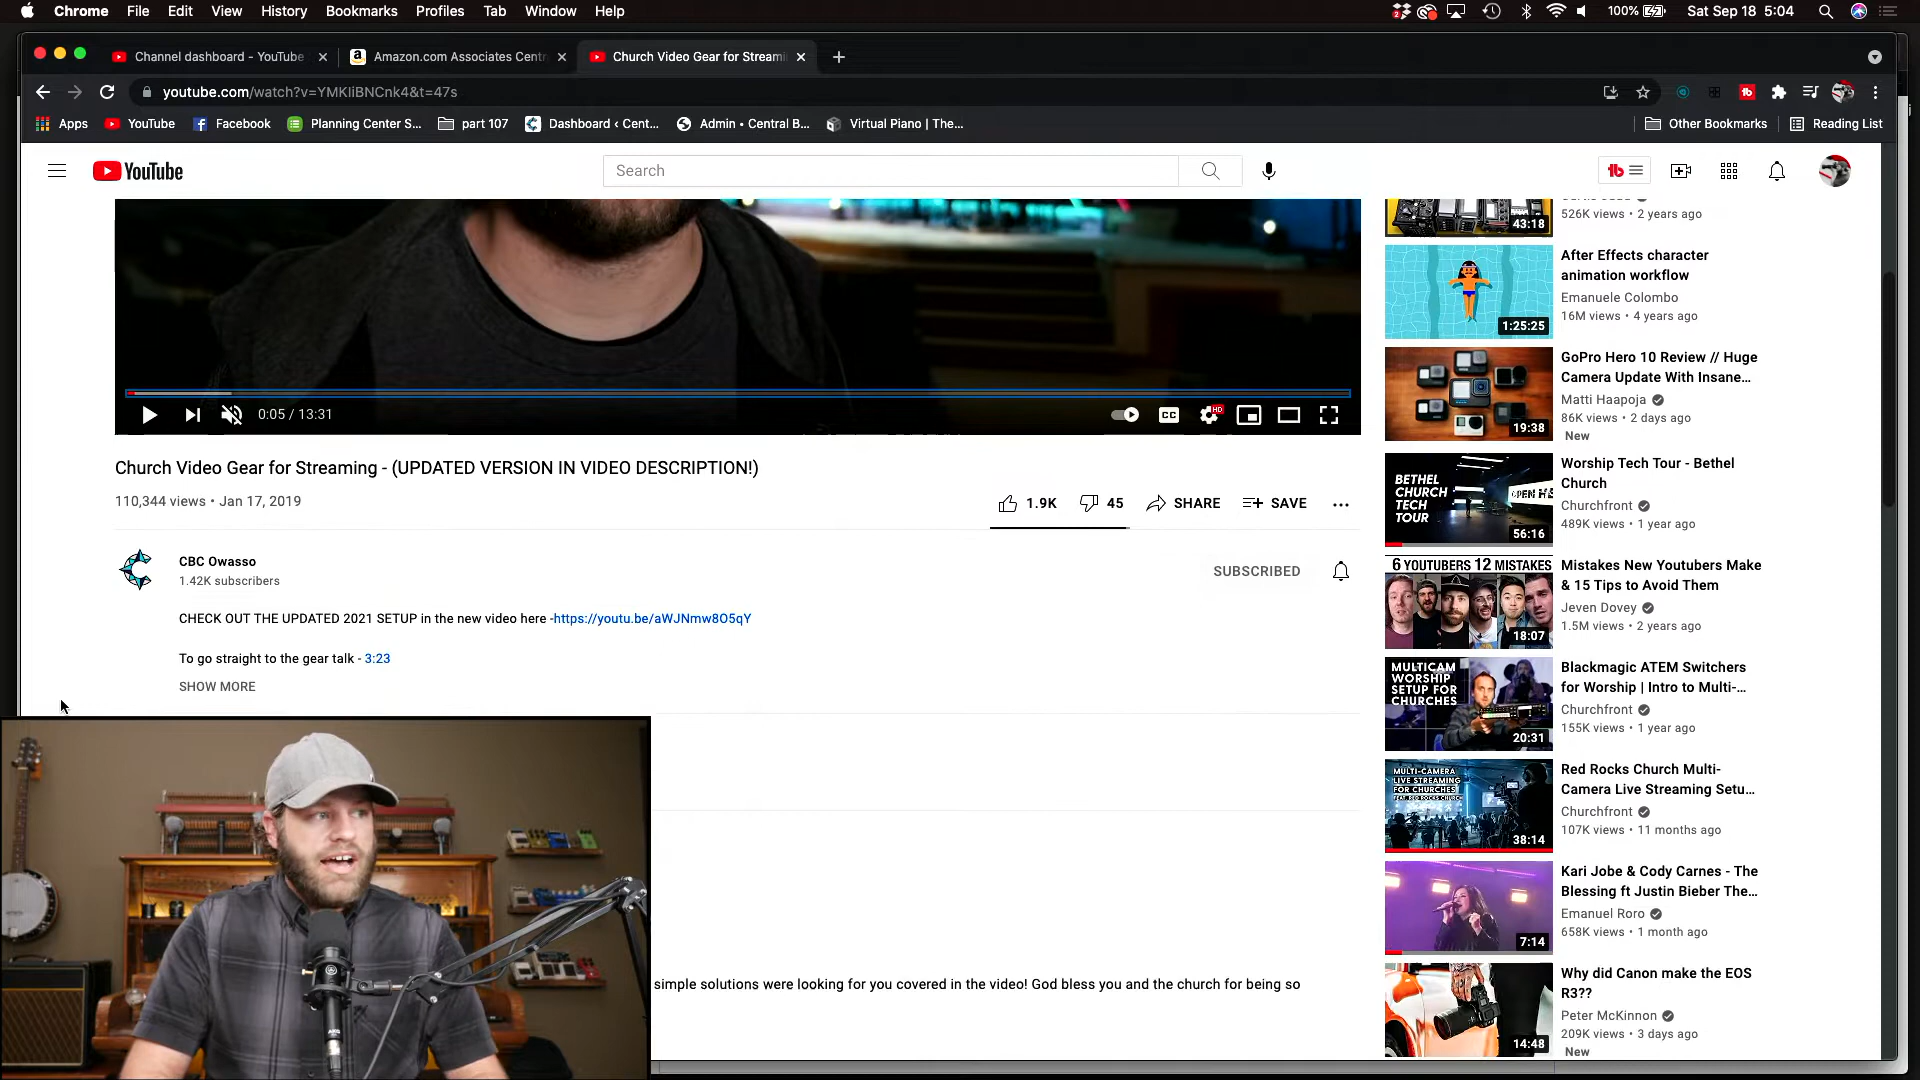 Chrome File Edit View History Bookmarks Profiles Tab Window Help 100% Sat Sep 18 5:04
Channel dashboard - YouTube Amazon.com Associates Centr Church Video Gear for Streami
youtube.com/watch?v=YMKIiBNCnk4&t=47s
Apps YouTube Facebook Planning Center S... part 107 Dashboard ‹ Cent... Admin • Central B... Virtual Piano | The... Other Bookmarks Reading List
YouTube Search
0:05 / 13:31 CC HD
Church Video Gear for Streaming - (UPDATED VERSION IN VIDEO DESCRIPTION!)
110,344 views • Jan 17, 2019
1.9K 45 SHARE SAVE
CBC Owasso
1.42K subscribers
SUBSCRIBED
CHECK OUT THE UPDATED 2021 SETUP in the new video here -https://youtu.be/aWJNmw8O5qY
To go straight to the gear talk - 3:23
SHOW MORE
simple solutions were looking for you covered in the video! God bless you and the church for being so
526K views • 2 years ago
43:18
After Effects character
animation workflow
Emanuele Colombo
16M views • 4 years ago
1:25:25
GoPro Hero 10 Review // Huge
Camera Update With Insane...
Matti Haapoja
86K views • 2 days ago
New
19:38
Worship Tech Tour - Bethel
Church
Churchfront
489K views • 1 year ago
BETHEL
CHURCH
TECH
TOUR
56:16
Mistakes New Youtubers Make
& 15 Tips to Avoid Them
Jeven Dovey
1.5M views • 2 years ago
6 YOUTUBERS 12 MISTAKES
18:07
Blackmagic ATEM Switchers
for Worship | Intro to Multi-...
Churchfront
155K views • 1 year ago
MULTICAM
WORSHIP
SETUP FOR
CHURCHES
20:31
Red Rocks Church Multi-
Camera Live Streaming Setu...
Churchfront
107K views • 11 months ago
MULTI-CAMERA
LIVE STREAMING
FOR CHURCHES
38:14
Kari Jobe & Cody Carnes - The
Blessing ft Justin Bieber The...
Emanuel Roro
658K views • 1 month ago
7:14
Why did Canon make the EOS
R3??
Peter McKinnon
209K views • 3 days ago
New
14:48